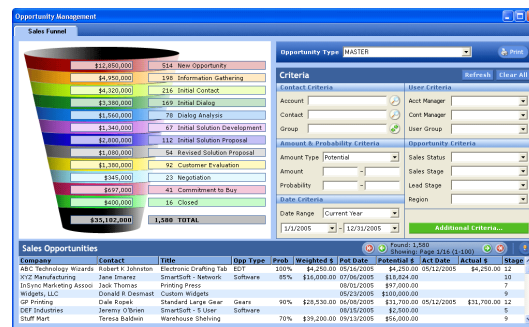 Opportunity Management
Sales Funnel
$12,850,000 514 New Opportunity
$4,950,000 198 Information Gathering
$4,320,000 216 Initial Contact
$3,380,000 169 Initial Dialog
$1,560,000 78 Dialog Analysis
$1,340,000 67 Initial Solution Development
$2,800,000 112 Initial Solution Proposal
$1,080,000 54 Revised Solution Proposal
$1,380,000 92 Customer Evaluation
$345,000 23 Negotiation
$697,000 41 Commitment to Buy
$400,000 16 Closed
$35,102,000 1,580 TOTAL
Opportunity Type MASTER Print
Criteria Refresh Clear All
Contact Criteria User Criteria
Account Acct Manager
Contact Cont Manager
Group User Group
Amount & Probability Criteria Opportunity Criteria
Amount Type Potential Sales Status
Amount - Sales Stage
Probability - Lead Stage
Date Criteria Region
Date Range Current Year
1/1/2005 - 12/31/2005 Additional Criteria...
Sales Opportunities Found: 1,580
Showing: Page 1/16 (1-100)
Company Contact Title Opp Type Prob Weighted $ Pot Date Potential $ Act Date Actual $ Stage
ABC Technology Wizards Robert K Johnston Electronic Drafting Tab EDT 100% $4,250.00 05/16/2005 $4,250.00 05/12/2005 $4,250.00 12
XYZ Manufacturing Jane Imarez SmartSoft - Network Software 85% $16,000.00 07/06/2005 $18,824.00 10
InSync Marketing Associ Jack Thomas Printing Press 08/01/2005 $97,000.00 7
Widgets, LLC Donald R Desmast Custom Widgets 05/23/2005 $100,000.00 9
GP Printing Dale Ropek Standard Large Gear Gears 90% $28,530.00 06/08/2005 $31,700.00 05/12/2005 $31,700.00 12
DEF Industries Jeremy O'Brien SmartSoft - S User Software 08/15/2005 $2,500.00 5
Stuff Mart Teresa Baldwin Warehouse Shelving 70% $39,200.00 09/13/2005 $56,000.00 9